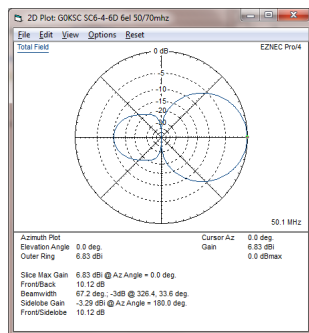 2D Plot: G0KSC SC6-4-6D 6el 50/70mhz
File Edit View Options Reset
Total Field
EZNEC Pro/4
0 dB
-5
-10
-15
-20
-30
50.1 MHz
Azimuth Plot
Elevation Angle 0.0 deg.
Outer Ring 6.83 dBi
Cursor Az 0.0 deg.
Gain 6.83 dBi
0.0 dBmax
Slice Max Gain 6.83 dBi @ Az Angle = 0.0 deg.
Front/Back 10.12 dB
Beamwidth 67.2 deg.; -3dB @ 326.4, 33.6 deg.
Sidelobe Gain -3.29 dBi @ Az Angle = 180.0 deg.
Front/Sidelobe 10.12 dB